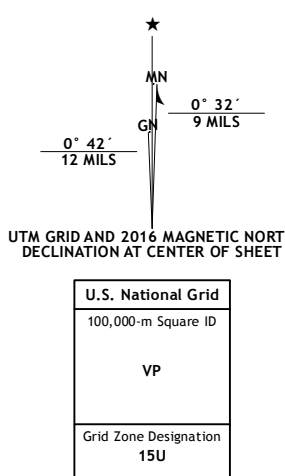 ★
MN
0° 32´
9 MILS
GN
0° 42´
12 MILS
UTM GRID AND 2016 MAGNETIC NORT
DECLINATION AT CENTER OF SHEET
U.S. National Grid
100,000-m Square ID
VP
Grid Zone Designation
15U